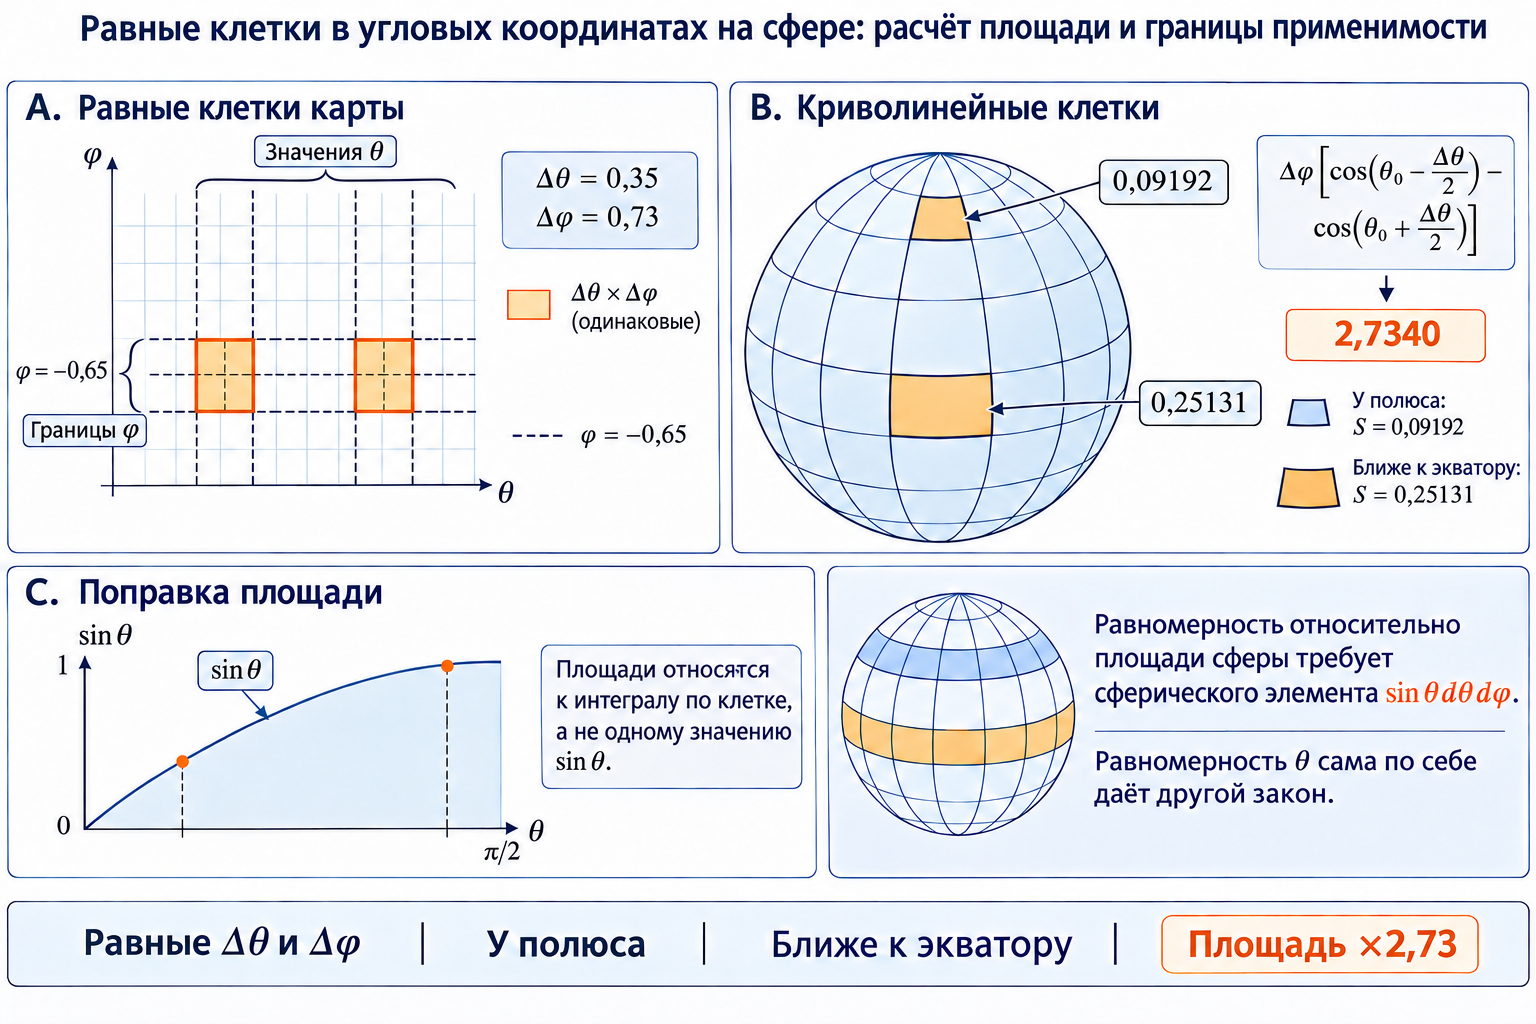 Равные клетки в угловых координатах на сфере: расчёт площади и границы применимости
A. Равные клетки карты
φ
Значения θ
Δθ = 0,35
Δφ = 0,73
Δθ × Δφ
(одинаковые)
φ = −0,65
Границы φ
φ = −0,65
θ
B. Криволинейные клетки
0,09192
0,25131
Δφ[cos(θ₀ − Δθ/2) −
cos(θ₀ + Δθ/2)]
2,7340
У полюса:
S = 0,09192
Ближе к экватору:
S = 0,25131
C. Поправка площади
sin θ
1
sin θ
0
θ
π/2
Площади относятся
к интегралу по клетке,
а не одному значению
sin θ.
Равномерность относительно
площади сферы требует
сферического элемента sin θ dθ dφ.
Равномерность θ сама по себе
даёт другой закон.
Равные Δθ и Δφ | У полюса | Ближе к экватору | Площадь ×2,73